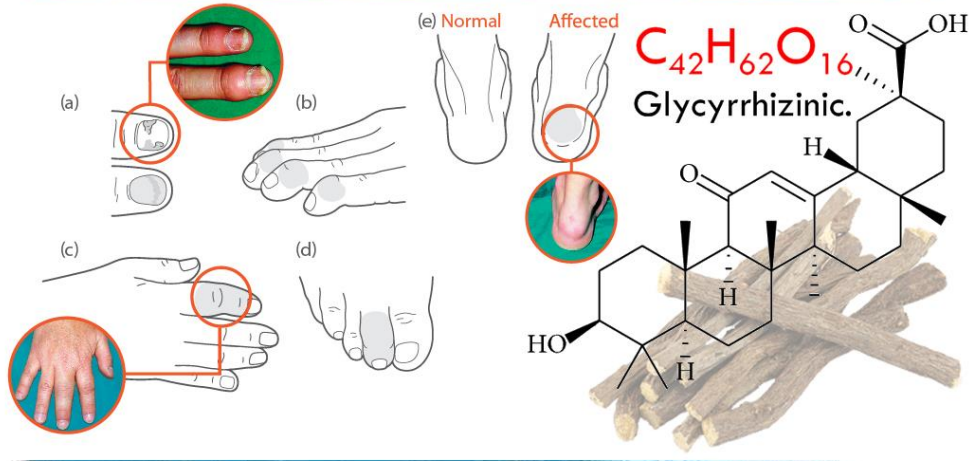 (a)
(b)
(c)
(d)
(e) Normal Affected
C42H62O16
Glycyrrhizinic.
O
OH
H
O
H
HO
H